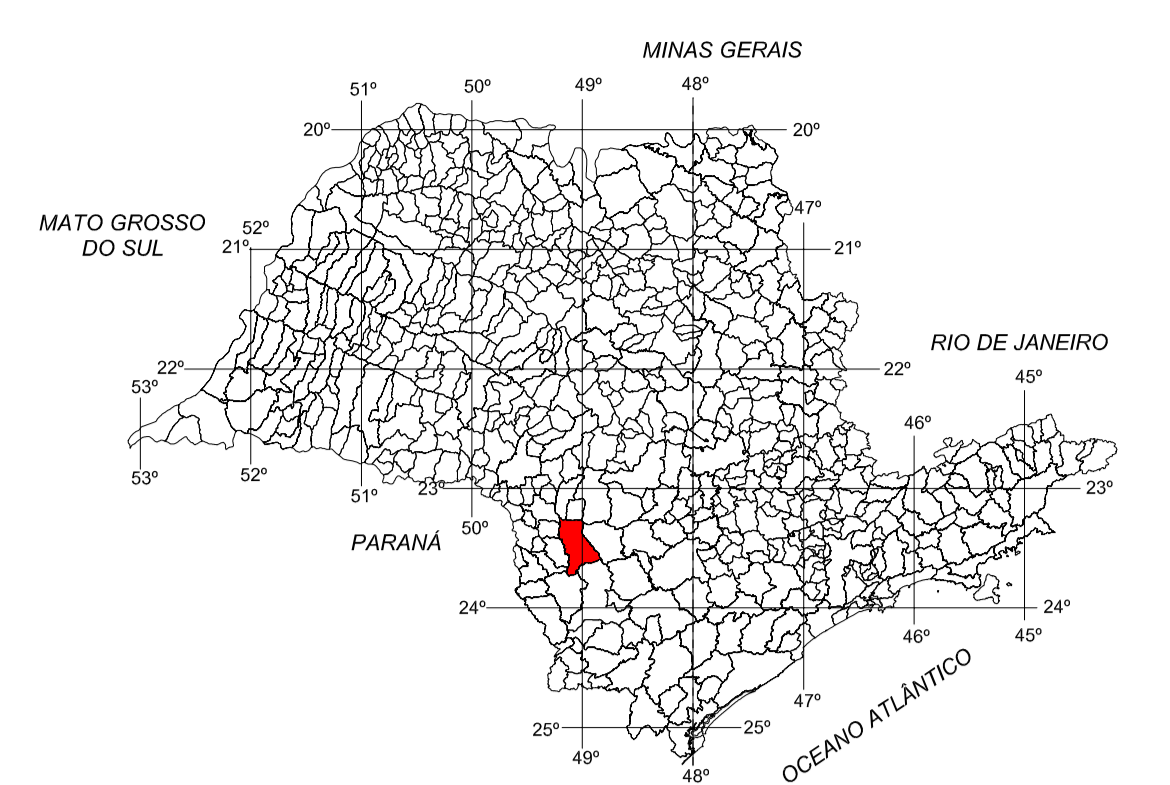 MINAS GERAIS
51º 50º 49º 48º
20º 20º
47º
MATO GROSSO
DO SUL
52º
21º 21º
RIO DE JANEIRO
22º 22º
45º
53º
46º
53º 52º 51º 23º 23º
50º
PARANÁ
24º 24º
46º 45º
47º
OCEANO ATLÂNTICO
25º 25º
49º
48º